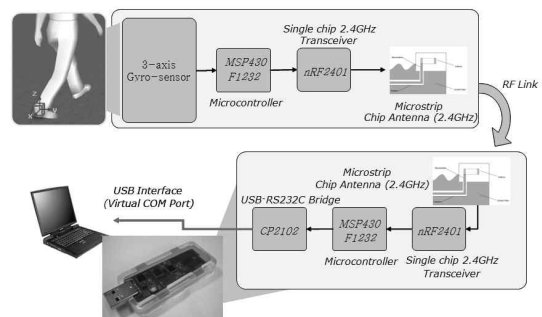 Single chip 2.4GHz
Transceiver
3-axis
Gyro-sensor
MSP430
F1232
nRF2401
Microcontroller
Microstrip
Chip Antenna (2.4GHz)
RF Link
Z
Y
X
Microstrip
Chip Antenna (2.4GHz)
USB Interface
(Virtual COM Port)
USB-RS232C Bridge
CP2102
MSP430
F1232
nRF2401
Microcontroller
Single chip 2.4GHz
Transceiver